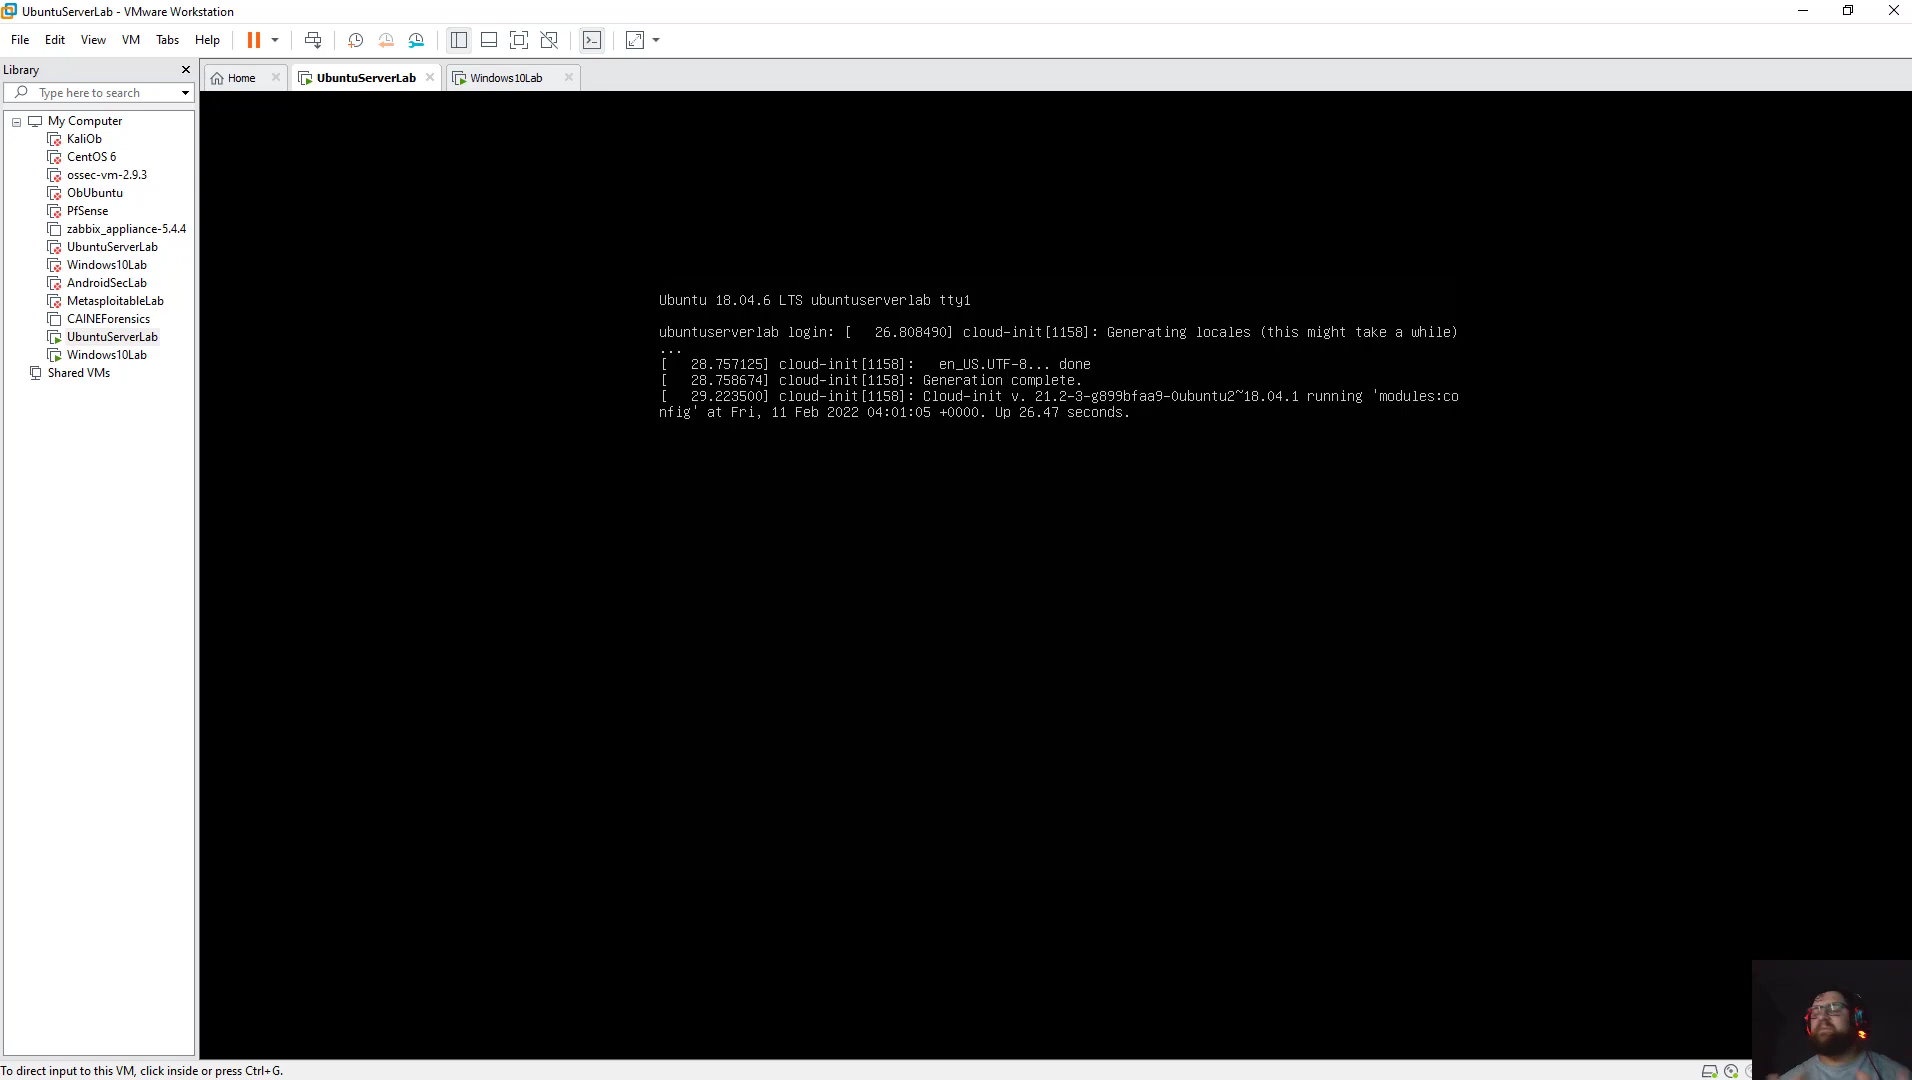 UbuntuServerLab - VMware Workstation
File Edit View VM Tabs Help
Library
Type here to search
Home
UbuntuServerLab
Windows10Lab
My Computer
KaliOb
CentOS 6
ossec-vm-2.9.3
ObUbuntu
PfSense
zabbix_appliance-5.4.4
UbuntuServerLab
Windows10Lab
AndroidSecLab
MetasploitableLab
CAINEForensics
UbuntuServerLab
Windows10Lab
Shared VMs
Ubuntu 18.04.6 LTS ubuntuserverlab tty1
ubuntuserverlab login: [   26.808490] cloud-init[1158]: Generating locales (this might take a while)
...
[   28.757125] cloud-init[1158]:   en_US.UTF-8... done
[   28.758674] cloud-init[1158]: Generation complete.
[   29.223500] cloud-init[1158]: Cloud-init v. 21.2-3-g899bfaa9-0ubuntu2~18.04.1 running 'modules:co
nfig' at Fri, 11 Feb 2022 04:01:05 +0000. Up 26.47 seconds.
To direct input to this VM, click inside or press Ctrl+G.